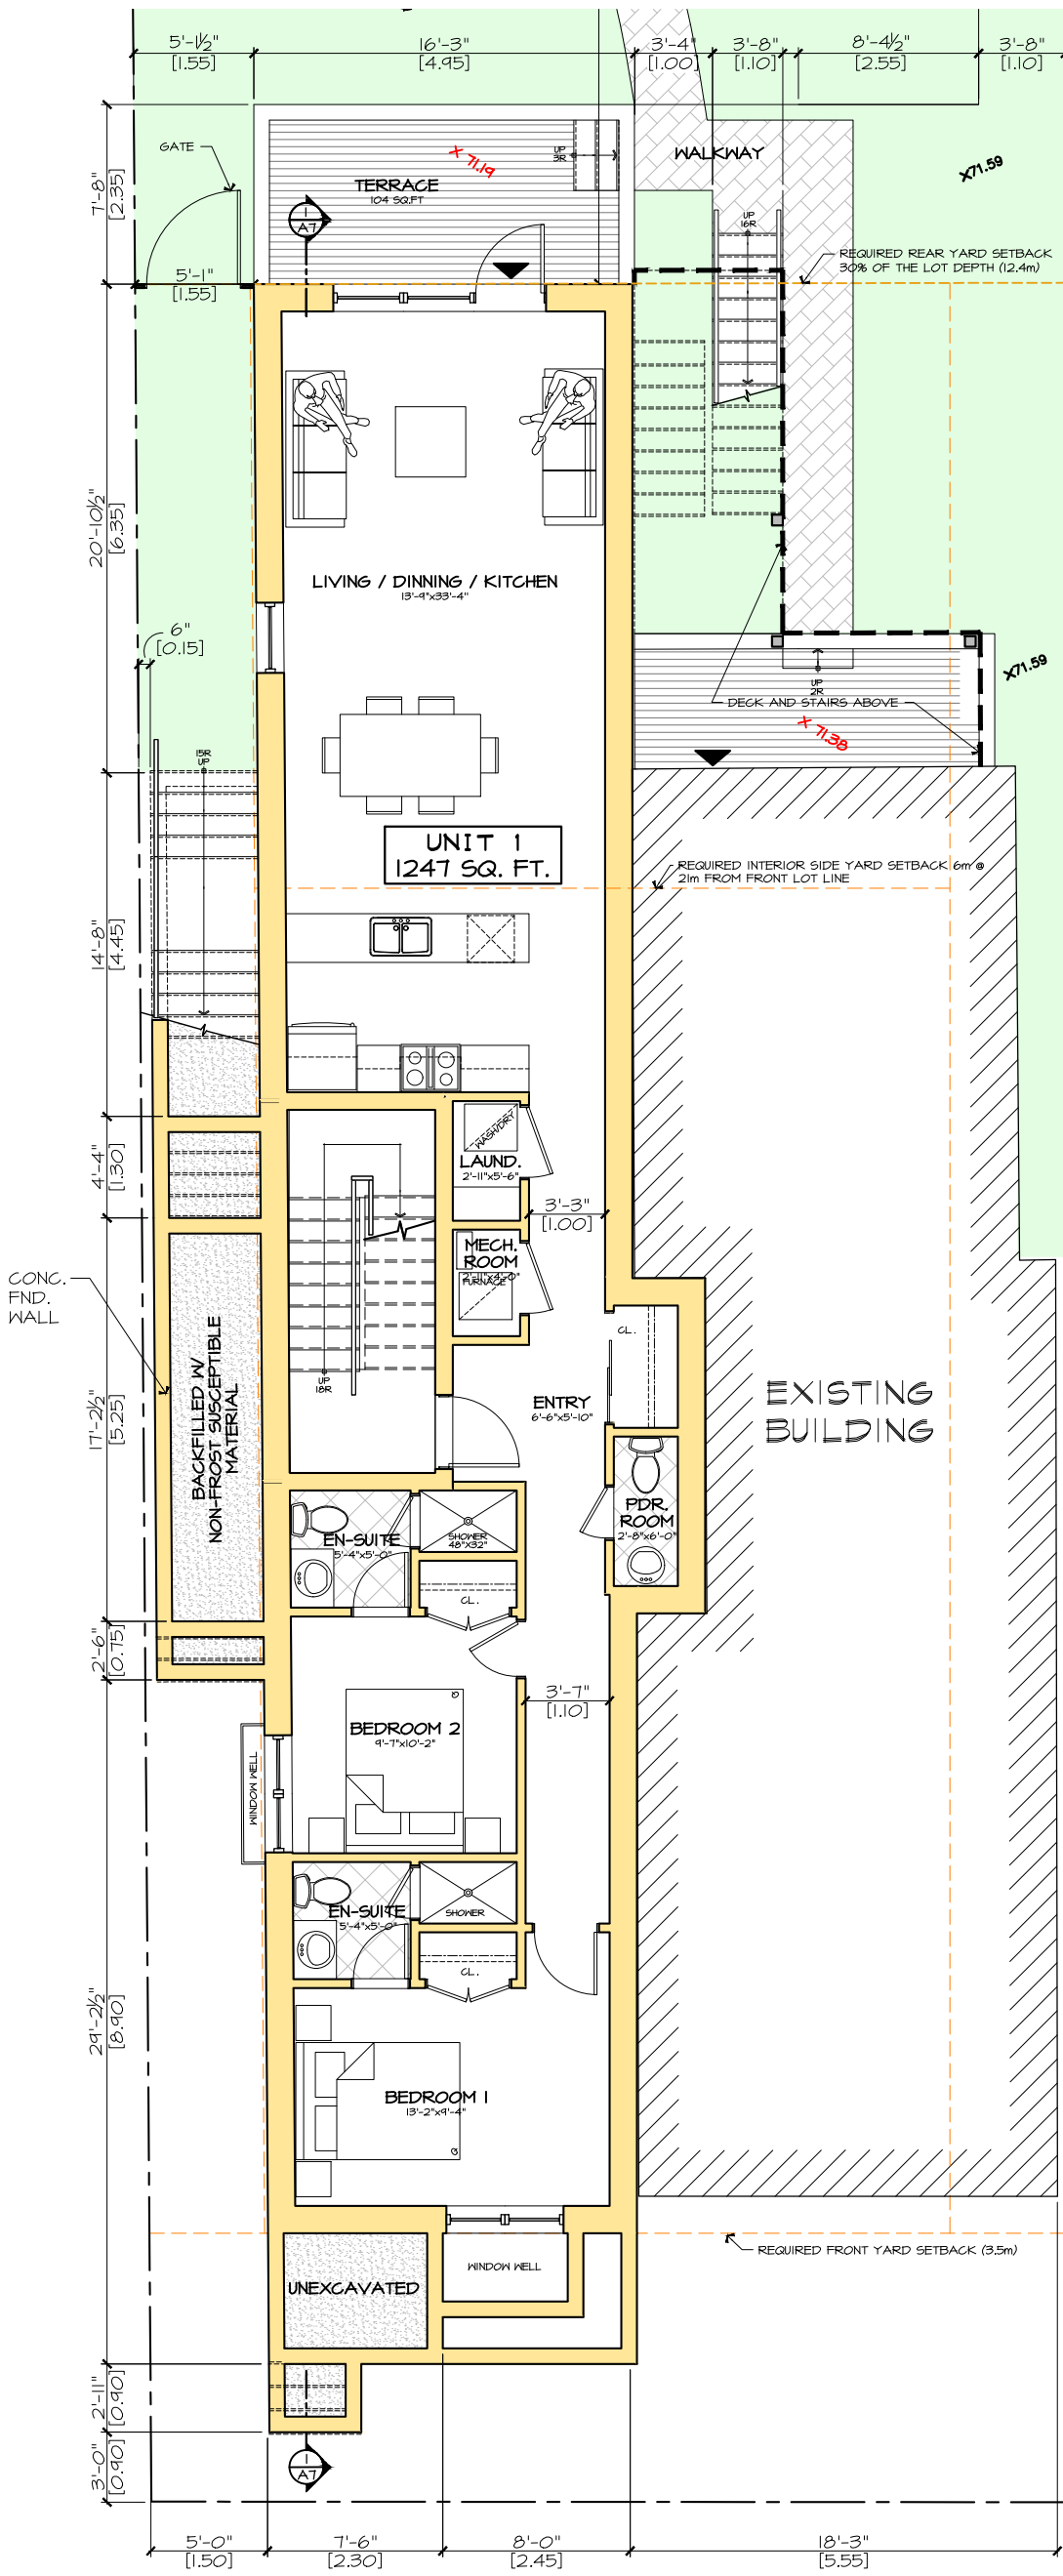 5'-1½"
[1.55]
16'-3"
[4.95]
3'-4"
[1.00]
3'-8"
[1.10]
8'-4½"
[2.55]
3'-8"
[1.10]
GATE
7'-8"
[2.35]
5'-1"
[1.55]
1
A7
TERRACE
104 SQ.FT
X 71.19
UP
3R
WALKWAY
UP
16R
X71.59
REQUIRED REAR YARD SETBACK
30% OF THE LOT DEPTH (12.4m)
20'-10½"
[6.35]
LIVING / DINNING / KITCHEN
13'-9"x33'-4"
6"
[0.15]
X71.59
UP
2R
DECK AND STAIRS ABOVE
X 71.38
15R
UP
UNIT 1
1247 SQ. FT.
REQUIRED INTERIOR SIDE YARD SETBACK 6m @
21m FROM FRONT LOT LINE
14'-8"
[4.45]
4'-4"
[1.30]
WASH/DRY
LAUND.
2'-11"x5'-6"
3'-3"
[1.00]
MECH.
ROOM
2'-11"x4'-0"
FURNACE
CONC.
FND.
WALL
BACKFILLED W/
NON-FROST SUSCEPTIBLE
MATERIAL
17'-2½"
[5.25]
UP
18R
CL.
ENTRY
6'-6"x5'-10"
EXISTING
BUILDING
PDR.
ROOM
2'-8"x6'-0"
EN-SUITE
5'-4"x5'-0"
SHOWER
48"X32"
CL.
2'-6"
[0.75]
3'-7"
[1.10]
BEDROOM 2
9'-7"x10'-2"
WINDOW WELL
EN-SUITE
5'-4"x5'-0"
SHOWER
CL.
29'-2½"
[8.90]
BEDROOM 1
13'-2"x9'-4"
REQUIRED FRONT YARD SETBACK (3.5m)
WINDOW WELL
UNEXCAVATED
2'-11"
[0.90]
3'-0"
[0.90]
1
A7
5'-0"
[1.50]
7'-6"
[2.30]
8'-0"
[2.45]
18'-3"
[5.55]